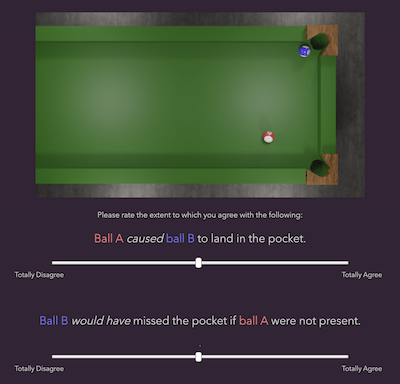 Please rate the extent to which you agree with the following:
Ball A caused ball B to land in the pocket.
Totally Disagree Totally Agree
Ball B would have missed the pocket if ball A were not present.
Totally Disagree Totally Agree